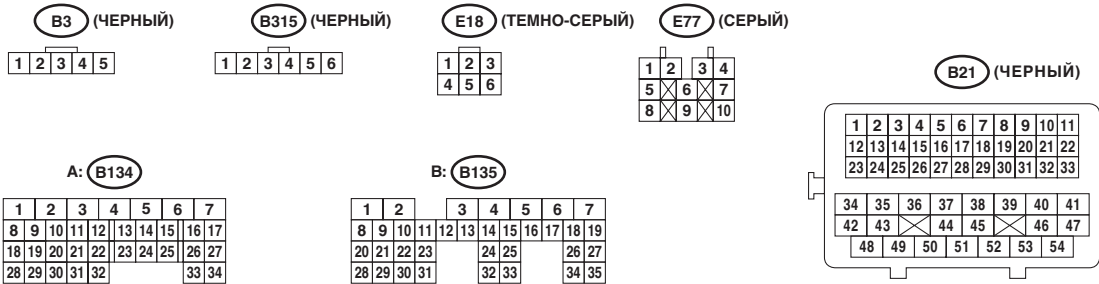 B3 (ЧЕРНЫЙ)
1 2 3 4 5
B315 (ЧЕРНЫЙ)
1 2 3 4 5 6
E18 (ТЕМНО-СЕРЫЙ)
1 2 3
4 5 6
E77 (СЕРЫЙ)
1 2 3 4
5 6 7
8 9 10
B21 (ЧЕРНЫЙ)
1 2 3 4 5 6 7 8 9 10 11
12 13 14 15 16 17 18 19 20 21 22
23 24 25 26 27 28 29 30 31 32 33
34 35 36 37 38 39 40 41
42 43 44 45 46 47
48 49 50 51 52 53 54
A: B134
1 2 3 4 5 6 7
8 9 10 11 12 13 14 15 16 17
18 19 20 21 22 23 24 25 26 27
28 29 30 31 32 33 34
B: B135
1 2 3 4 5 6 7
8 9 10 11 12 13 14 15 16 17 18 19
20 21 22 23 24 25 26 27
28 29 30 31 32 33 34 35